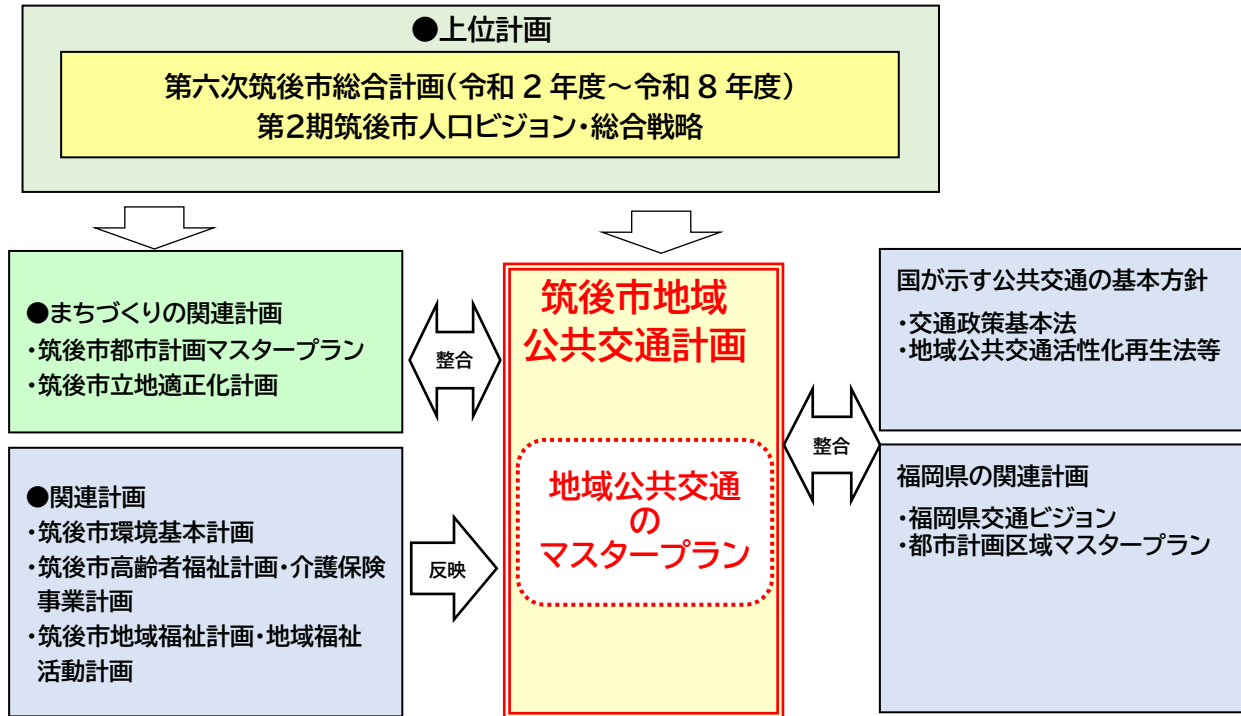 ●上位計画
第六次筑後市総合計画(令和 2 年度~令和 8 年度)
第2期筑後市人口ビジョン・総合戦略
●まちづくりの関連計画
・筑後市都市計画マスタープラン
・筑後市立地適正化計画
整合
筑後市地域
公共交通計画
地域公共交通
の
マスタープラン
整合
国が示す公共交通の基本方針
・交通政策基本法
・地域公共交通活性化再生法等
●関連計画
・筑後市環境基本計画
・筑後市高齢者福祉計画・介護保険
事業計画
・筑後市地域福祉計画・地域福祉
活動計画
反映
福岡県の関連計画
・福岡県交通ビジョン
・都市計画区域マスタープラン